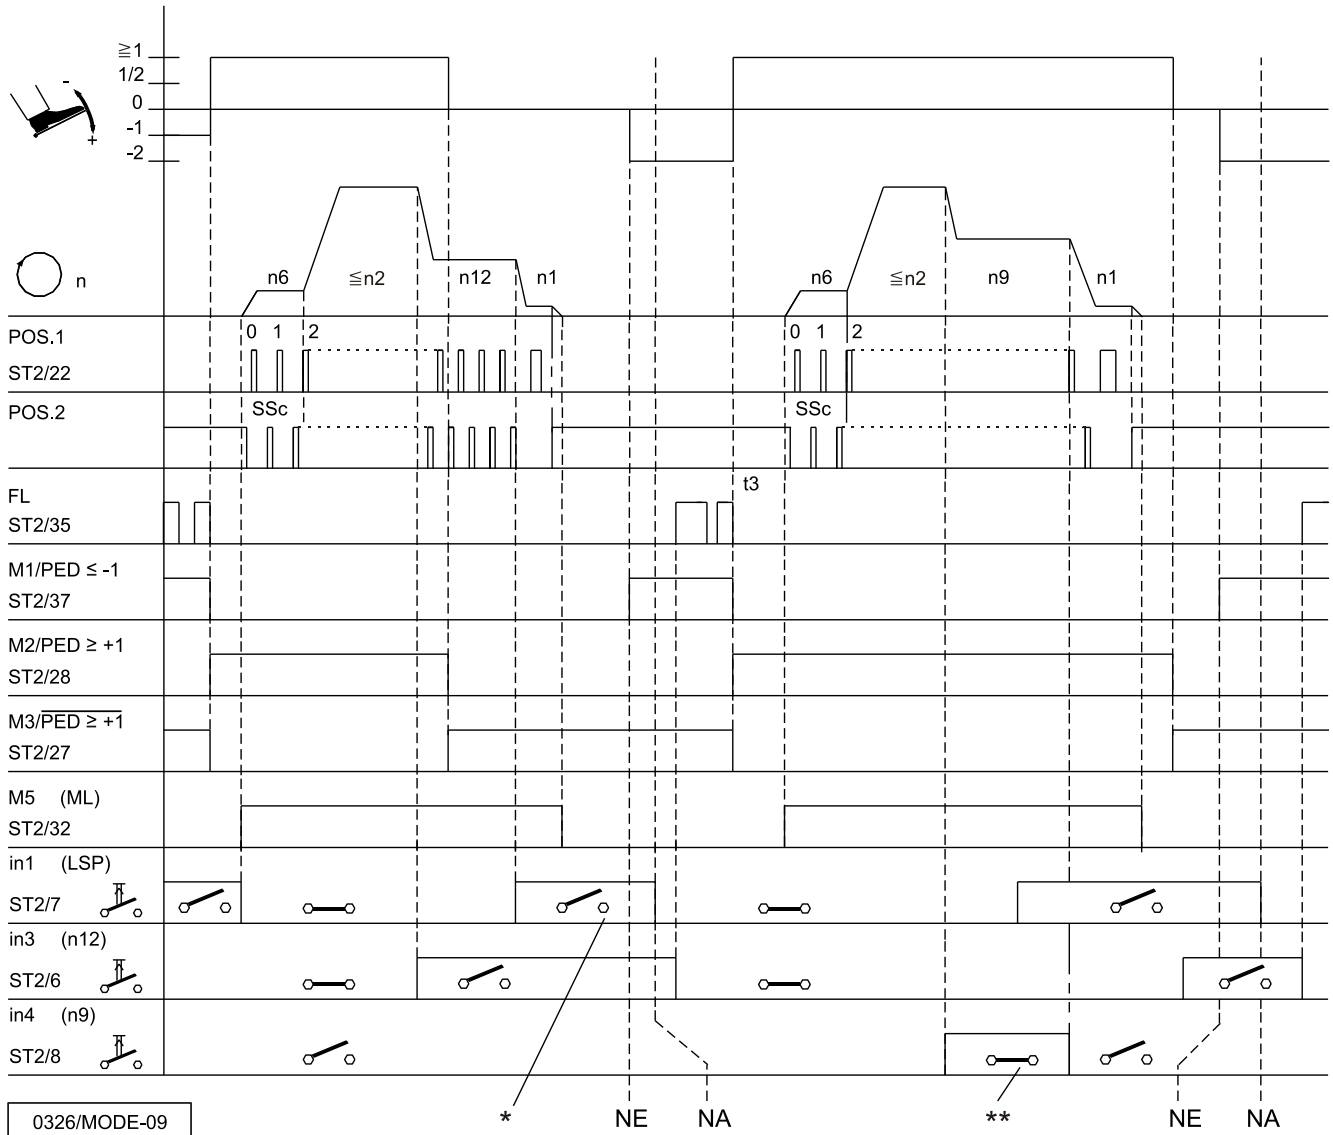 ≧1
1/2
0
-1
-2
-
+
n
n6
≦n2
n12
n1
n6
≦n2
n9
n1
POS.1
0 1 2
0 1 2
ST2/22
POS.2
SSc
SSc
FL
t3
ST2/35
M1/PED ≤ -1
ST2/37
M2/PED ≥ +1
ST2/28
M3/PED ≥ +1
ST2/27
M5 (ML)
ST2/32
in1 (LSP)
ST2/7
in3 (n12)
ST2/6
in4 (n9)
ST2/8
0326/MODE-09
*
NE
NA
**
NE
NA